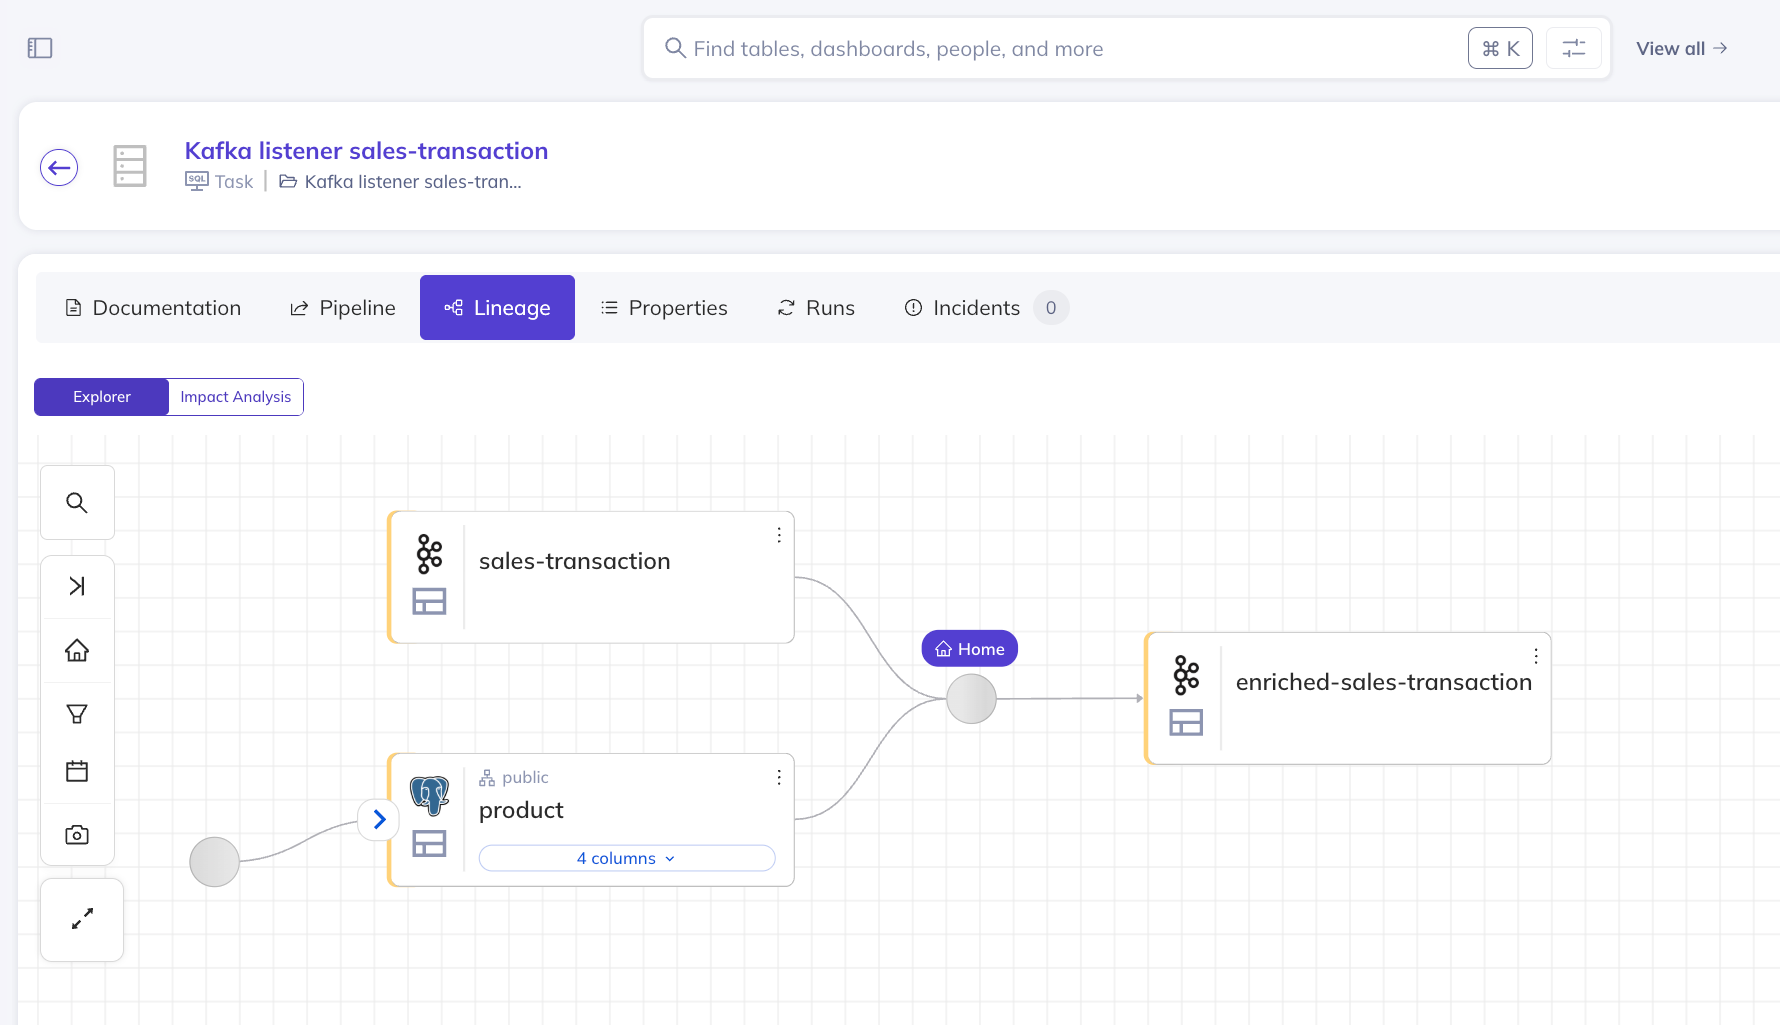 Find tables, dashboards, people, and more
⌘ K
View all →
Kafka listener sales-transaction
SQL Task | Kafka listener sales-tran...
Documentation
Pipeline
Lineage
Properties
Runs
Incidents 0
Explorer
Impact Analysis
sales-transaction
Home
enriched-sales-transaction
public
product
4 columns